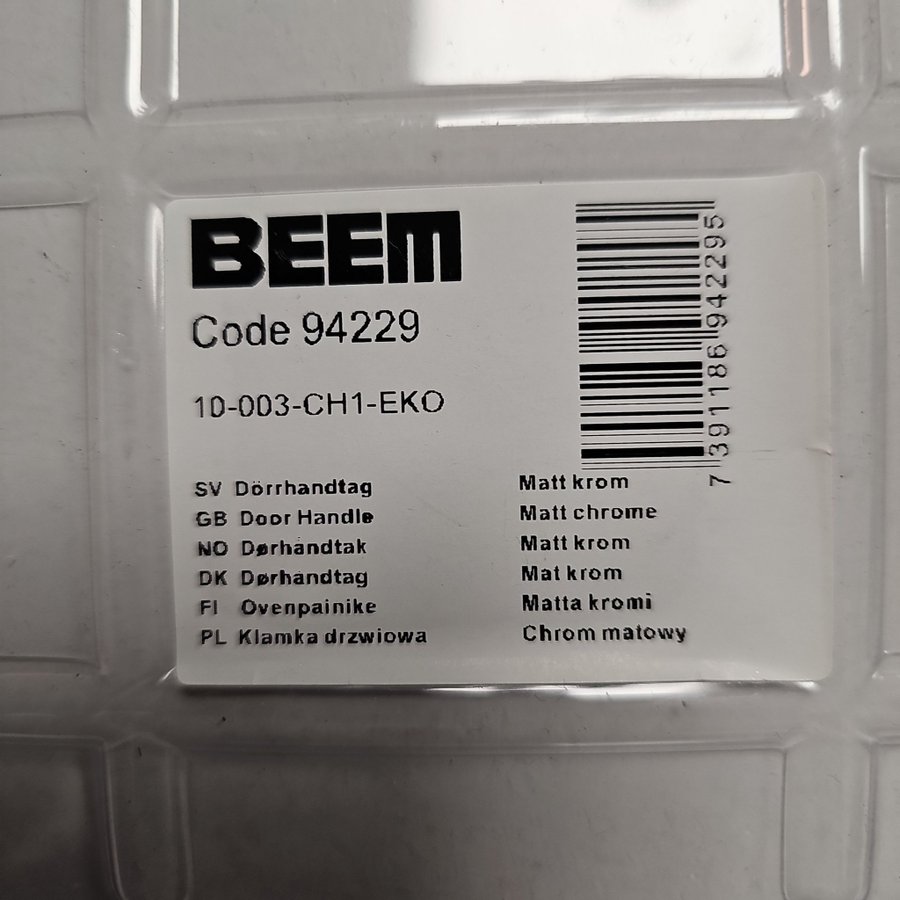 BEEM
Code 94229
10-003-CH1-EKO
7 391186 942295
SV Dörrhandtag Matt krom
GB Door Handle Matt chrome
NO Dørhandtak Matt krom
DK Dørhandtag Mat krom
FI Ovenpainike Matta kromi
PL Klamka drzwiowa Chrom matowy